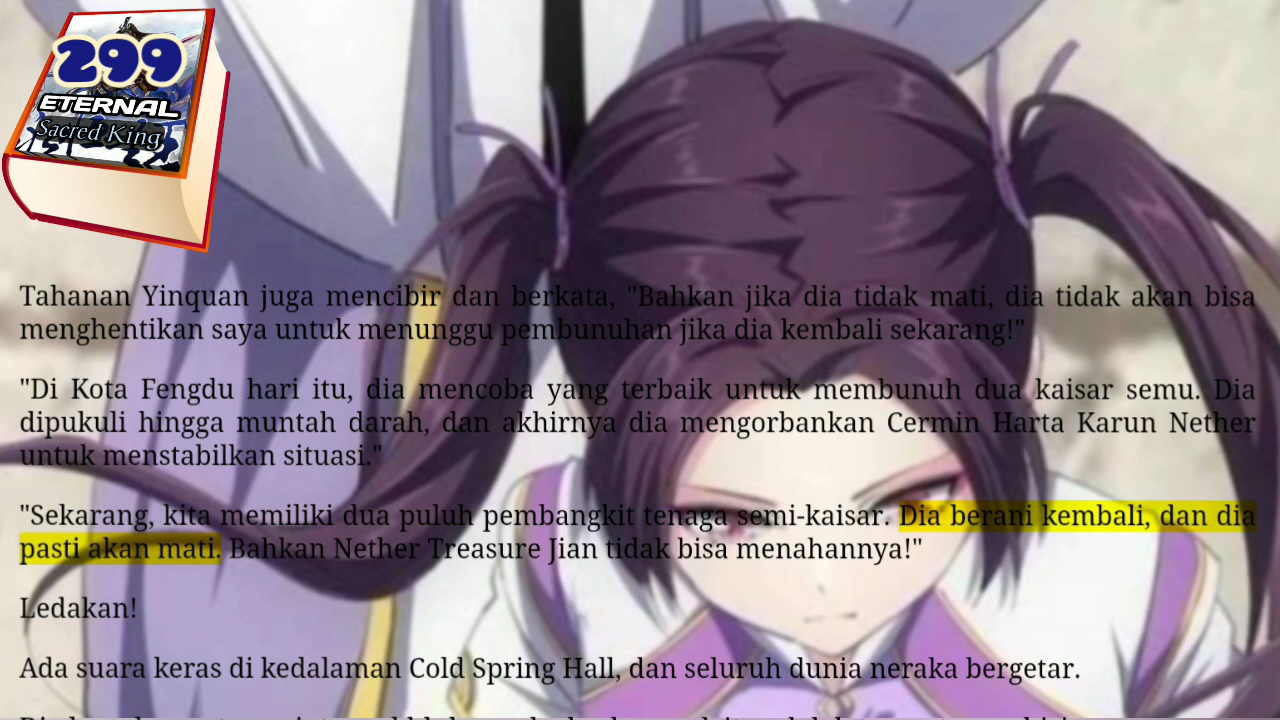 299
ETERNAL
Sacred King
Tahanan Yinquan juga mencibir dan berkata, "Bahkan jika dia tidak mati, dia tidak akan bisa
menghentikan saya untuk menunggu pembunuhan jika dia kembali sekarang!"
"Di Kota Fengdu hari itu, dia mencoba yang terbaik untuk membunuh dua kaisar semu. Dia
dipukuli hingga muntah darah, dan akhirnya dia mengorbankan Cermin Harta Karun Nether
untuk menstabilkan situasi."
"Sekarang, kita memiliki dua puluh pembangkit tenaga semi-kaisar. Dia berani kembali, dan dia
pasti akan mati. Bahkan Nether Treasure Jian tidak bisa menahannya!"
Ledakan!
Ada suara keras di kedalaman Cold Spring Hall, dan seluruh dunia neraka bergetar.